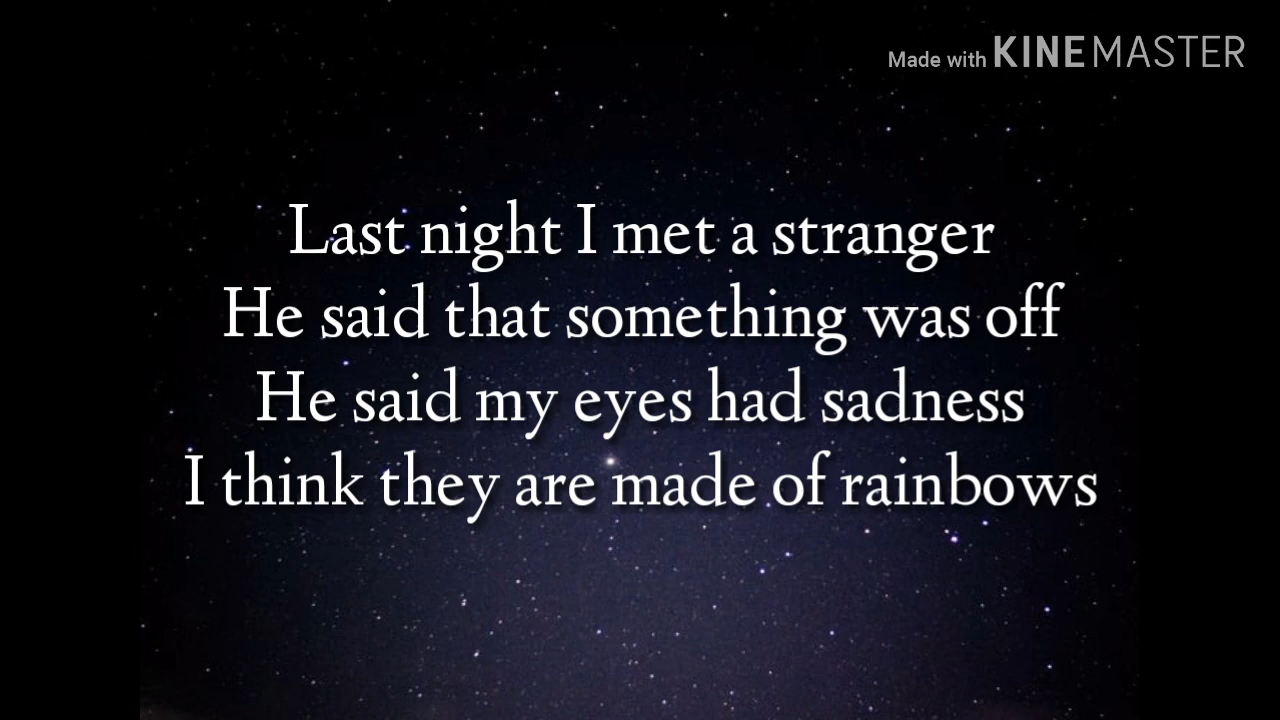 Made with KINEMASTER
Last night I met a stranger
He said that something was off
He said my eyes had sadness
I think they are made of rainbows